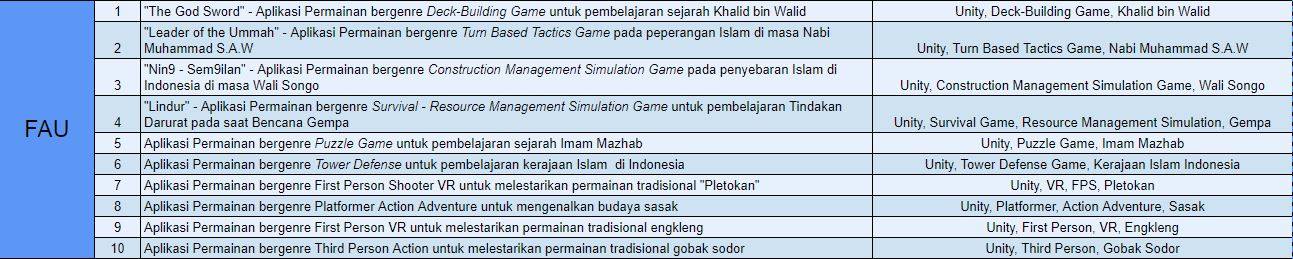 FAU
1 "The God Sword" - Aplikasi Permainan bergenre Deck-Building Game untuk pembelajaran sejarah Khalid bin Walid Unity, Deck-Building Game, Khalid bin Walid
"Leader of the Ummah" - Aplikasi Permainan bergenre Turn Based Tactics Game pada peperangan Islam di masa Nabi
2 Muhammad S.A.W Unity, Turn Based Tactics Game, Nabi Muhammad S.A.W
"Nin9 - Sem9ilan" - Aplikasi Permainan bergenre Construction Management Simulation Game pada penyebaran Islam di
3 Indonesia di masa Wali Songo Unity, Construction Management Simulation Game, Wali Songo
"Lindur" - Aplikasi Permainan bergenre Survival - Resource Management Simulation Game untuk pembelajaran Tindakan
4 Darurat pada saat Bencana Gempa Unity, Survival Game, Resource Management Simulation, Gempa
5 Aplikasi Permainan bergenre Puzzle Game untuk pembelajaran sejarah Imam Mazhab Unity, Puzzle Game, Imam Mazhab
6 Aplikasi Permainan bergenre Tower Defense untuk pembelajaran kerajaan Islam di Indonesia Unity, Tower Defense Game, Kerajaan Islam Indonesia
7 Aplikasi Permainan bergenre First Person Shooter VR untuk melestarikan permainan tradisional "Pletokan" Unity, VR, FPS, Pletokan
8 Aplikasi Permainan bergenre Platformer Action Adventure untuk mengenalkan budaya sasak Unity, Platformer, Action Adventure, Sasak
9 Aplikasi Permainan bergenre First Person VR untuk melestarikan permainan tradisional engkleng Unity, First Person, VR, Engkleng
10 Aplikasi Permainan bergenre Third Person Action untuk melestarikan permainan tradisional gobak sodor Unity, Third Person, Gobak Sodor